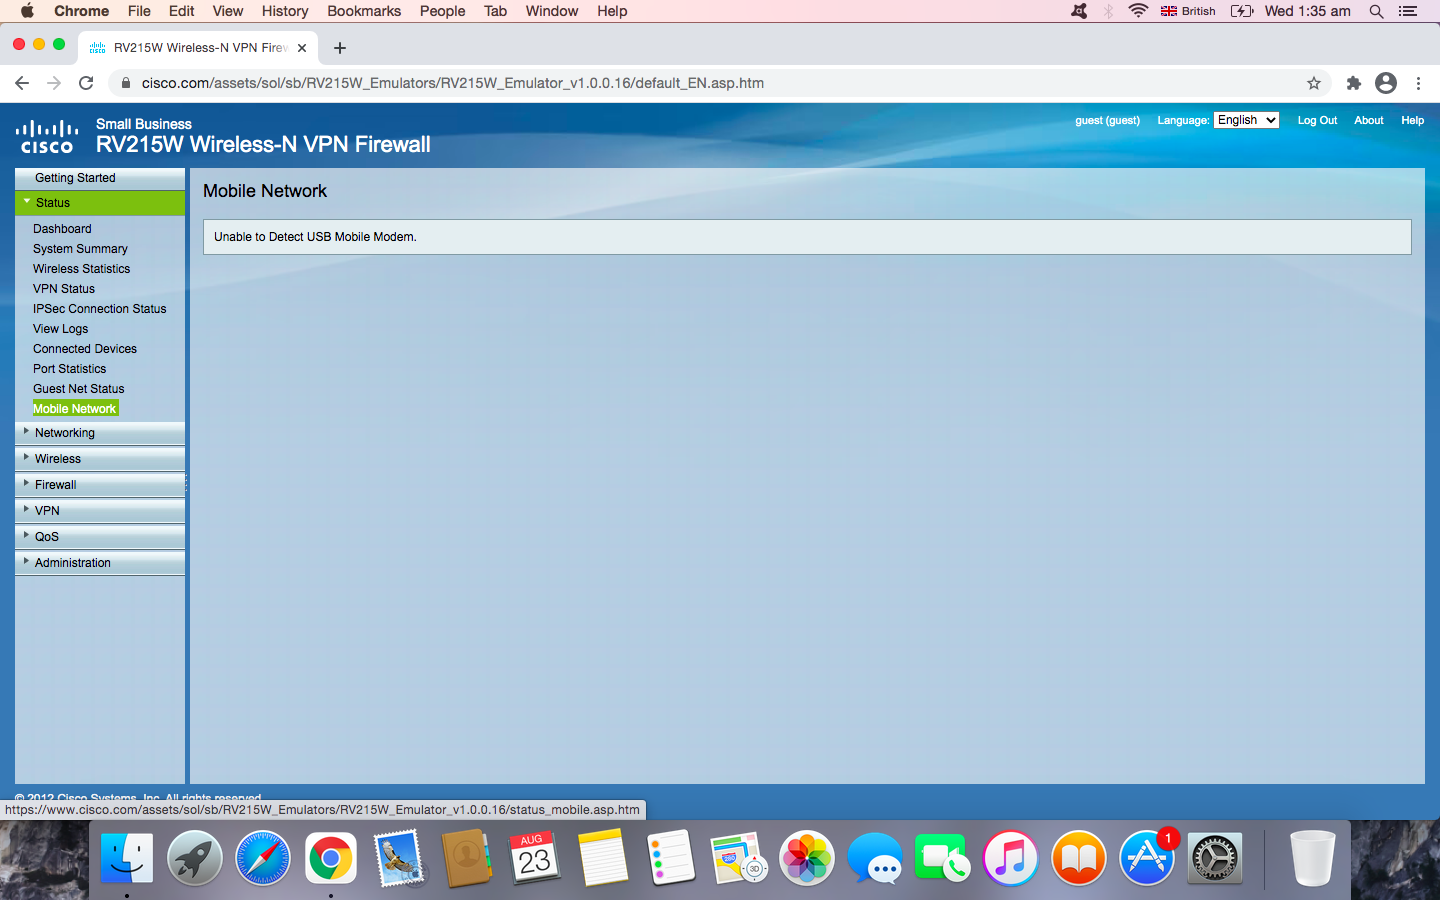 Chrome File Edit View History Bookmarks People Tab Window Help British Wed 1:35 am
RV215W Wireless-N VPN Firew
cisco.com/assets/sol/sb/RV215W_Emulators/RV215W_Emulator_v1.0.0.16/default_EN.asp.htm
Small Business
cisco RV215W Wireless-N VPN Firewall
guest (guest) Language: English Log Out About Help
Getting Started
Status
Dashboard
System Summary
Wireless Statistics
VPN Status
IPSec Connection Status
View Logs
Connected Devices
Port Statistics
Guest Net Status
Mobile Network
Networking
Wireless
Firewall
VPN
QoS
Administration
Mobile Network
Unable to Detect USB Mobile Modem.
© 2012 Cisco Systems, Inc. All rights reserved.
https://www.cisco.com/assets/sol/sb/RV215W_Emulators/RV215W_Emulator_v1.0.0.16/status_mobile.asp.htm
AUG
23
280
3D
1